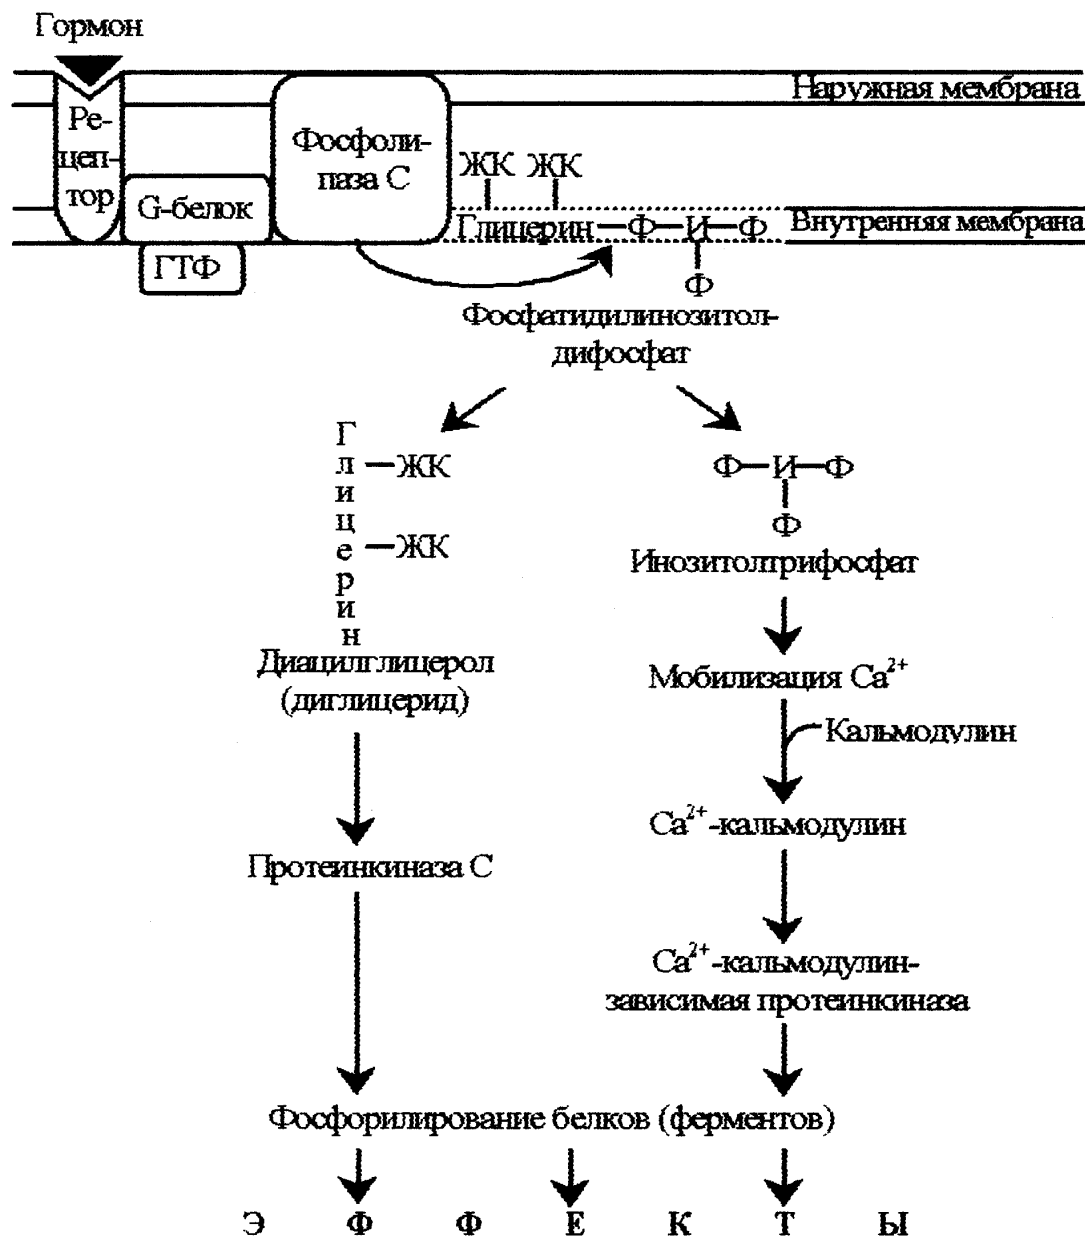 Гормон
Наружная мембрана
Ре-
цеп-
тор
Фосфоли-
паза С
ЖК ЖК
G-белок
Глицерин—Ф—И—Ф
Внутренняя мембрана
ГТФ
Ф
Фосфатидилинозитол-
дифосфат
Глицерин
—ЖК
—ЖК
Диацилглицерол
(диглицерид)
Ф—И—Ф
Ф
Инозитолтрифосфат
Мобилизация Ca²⁺
Кальмодулин
Ca²⁺-кальмодулин
Протеинкиназа С
Ca²⁺-кальмодулин-
зависимая протеинкиназа
Фосфорилирование белков (ферментов)
Э Ф Ф Е К Т Ы